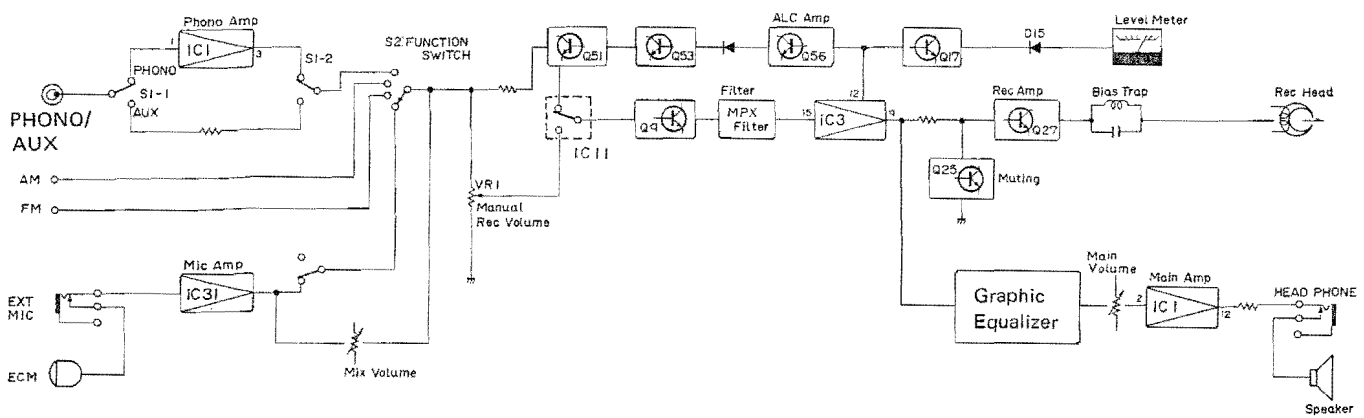 Phono Amp
1
IC1
3
PHONO
S1-1
AUX
S1-2
PHONO/
AUX
AM
FM
S2 FUNCTION
SWITCH
VR1
Manual
Rec Volume
Mic Amp
IC31
EXT
MIC
ECM
Mix Volume
Q51
Q53
ALC Amp
Q56
12
Q17
D15
Level Meter
IC11
Q9
Filter
MPX
Filter
15
IC3
Rec Amp
Q27
Bias Trap
Rec Head
Q25
Muting
Graphic
Equalizer
Main
Volume
Main Amp
2
IC1
12
HEAD PHONE
Speaker